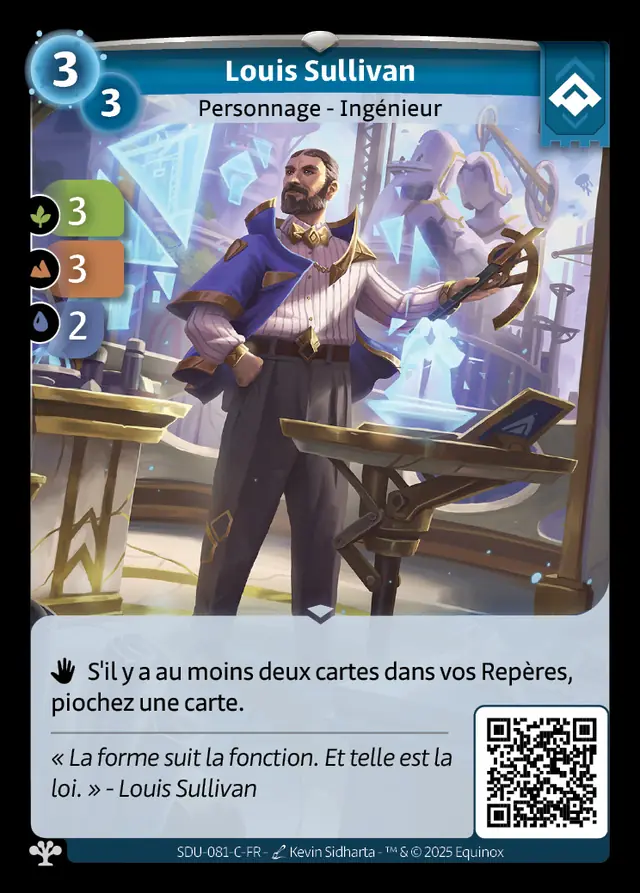 3
3
Louis Sullivan
Personnage - Ingénieur
3
3
2
S'il y a au moins deux cartes dans vos Repères,
piochez une carte.
« La forme suit la fonction. Et telle est la
loi. » - Louis Sullivan
SDU-081-C-FR - Kevin Sidharta - ™ & © 2025 Equinox